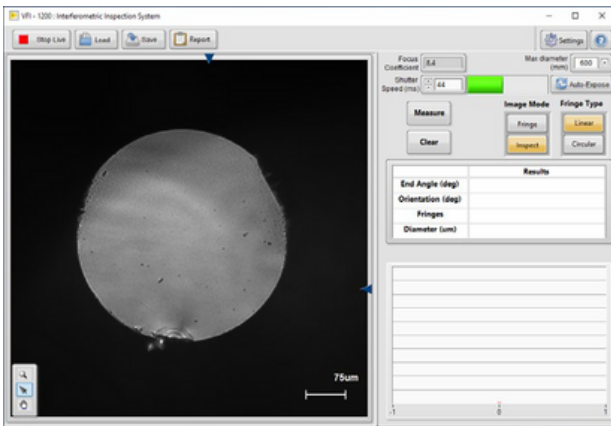 VFI - 1200 : Interferometric Inspection System
Stop Live Load Save Report Settings
Focus Coefficient 8.4 Max diameter (mm) 600
Shutter Speed (ms) 44 Auto-Expose
Measure Image Mode Fringe Type
Fringe Linear
Clear Inspect Circular
Results
End Angle (deg)
Orientation (deg)
Fringes
Diameter (um)
75um
-1 0 1